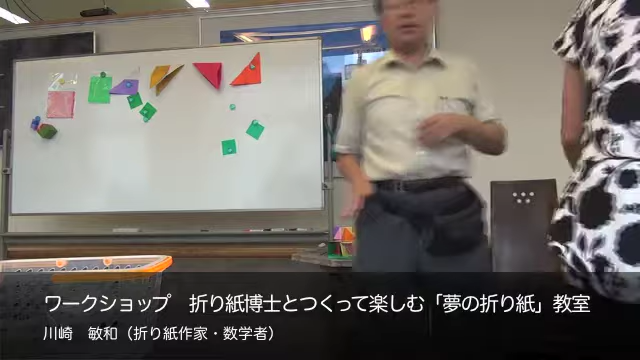 ワークショップ　折り紙博士とつくって楽しむ「夢の折り紙」教室
川崎　敏和（折り紙作家・数学者）